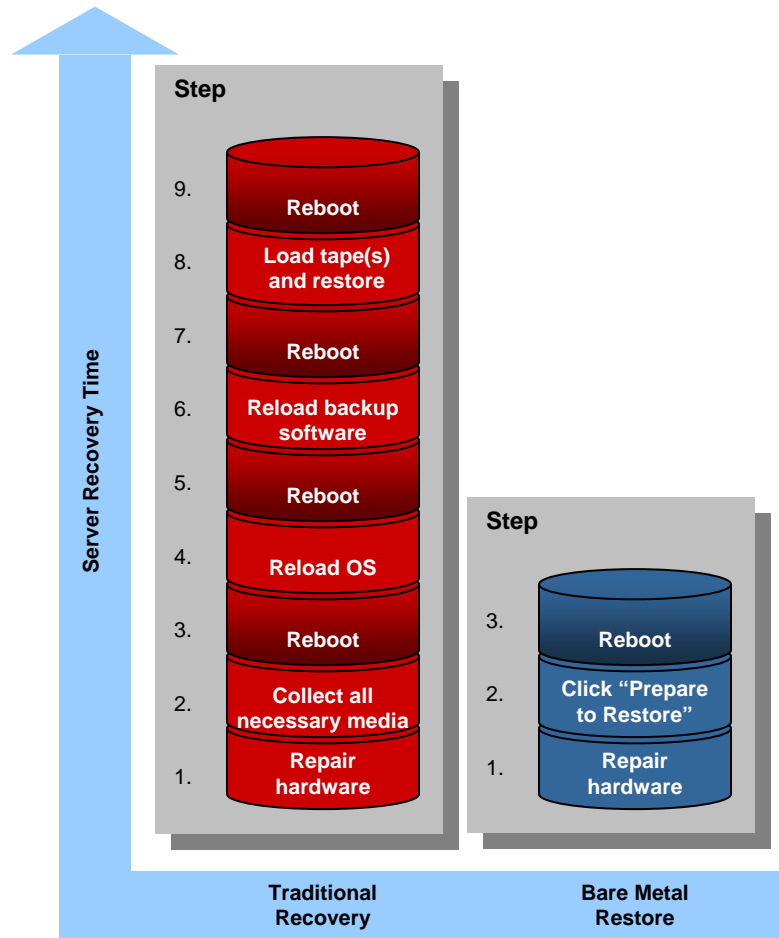 Server Recovery Time
Step
9.
Reboot
8.
Load tape(s)
and restore
7.
Reboot
6.
Reload backup
software
5.
Reboot
4.
Reload OS
3.
Reboot
2.
Collect all
necessary media
1.
Repair
hardware
Step
3.
Reboot
2.
Click “Prepare
to Restore”
1.
Repair
hardware
Traditional
Recovery
Bare Metal
Restore